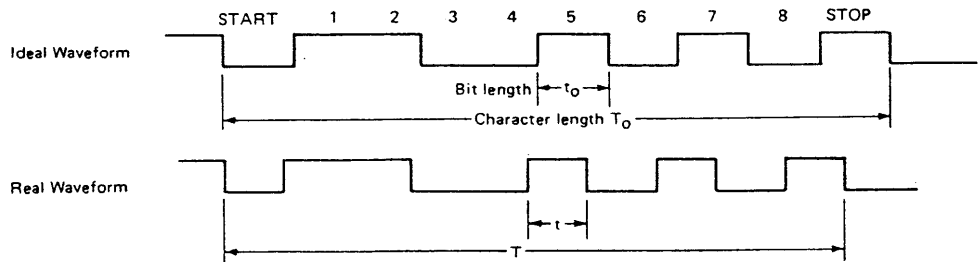 START 1 2 3 4 5 6 7 8 STOP
Ideal Waveform
Bit length t₀
Character length T₀
Real Waveform
t
T